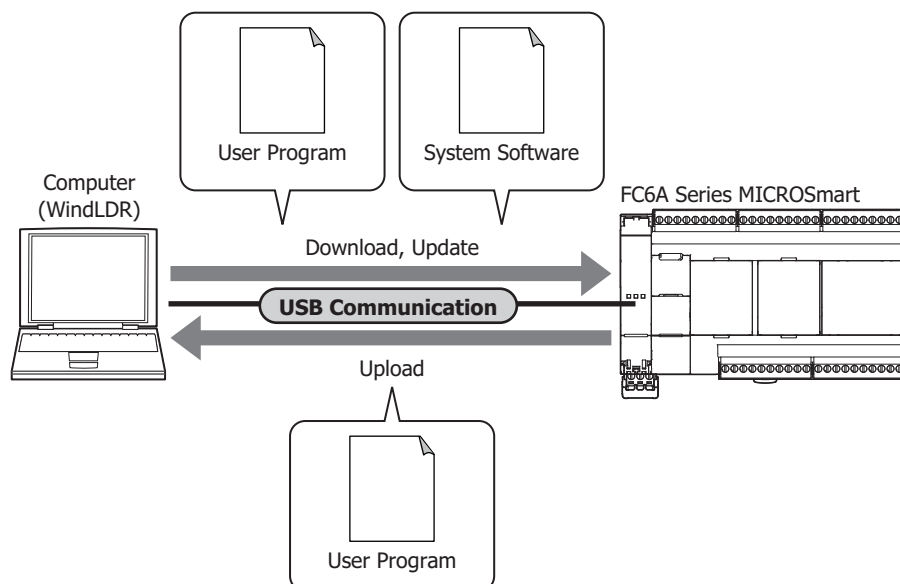 User Program
System Software
Computer
(WindLDR)
FC6A Series MICROSmart
Download, Update
USB Communication
Upload
User Program